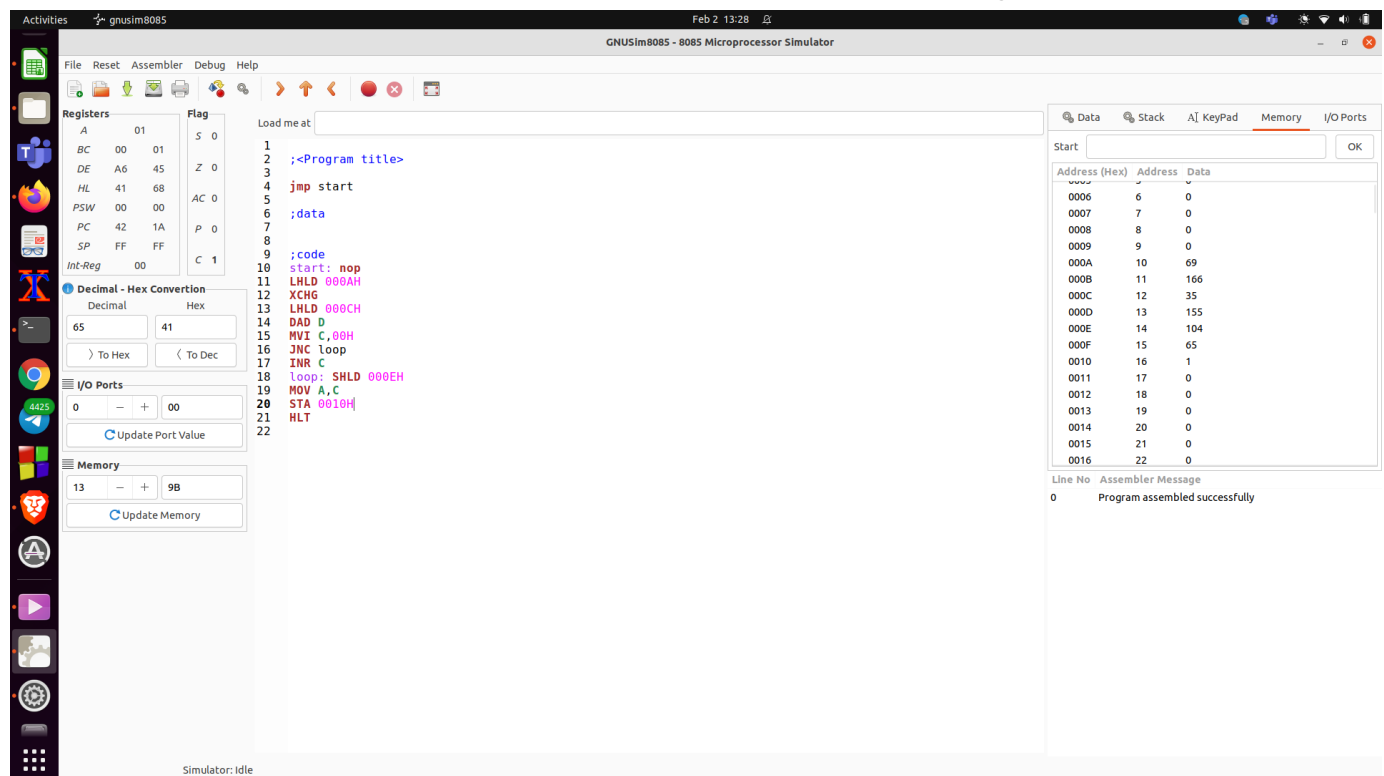 Activities gnusim8085 Feb 2 13:28
GNUSim8085 - 8085 Microprocessor Simulator
File Reset Assembler Debug Help
Registers
A 01
BC 00 01
DE A6 45
HL 41 68
PSW 00 00
PC 42 1A
SP FF FF
Int-Reg 00
Flag
S 0
Z 0
AC 0
P 0
C 1
Decimal - Hex Convertion
Decimal Hex
65 41
To Hex To Dec
I/O Ports
0 − + 00
Update Port Value
Memory
13 − + 9B
Update Memory
Load me at
1
2 ;<Program title>
3
4 jmp start
5
6 ;data
7
8
9 ;code
10 start: nop
11 LHLD 000AH
12 XCHG
13 LHLD 000CH
14 DAD D
15 MVI C,00H
16 JNC loop
17 INR C
18 loop: SHLD 000EH
19 MOV A,C
20 STA 0010H
21 HLT
22
Data Stack KeyPad Memory I/O Ports
Start OK
Address (Hex) Address Data
0006 6 0
0007 7 0
0008 8 0
0009 9 0
000A 10 69
000B 11 166
000C 12 35
000D 13 155
000E 14 104
000F 15 65
0010 16 1
0011 17 0
0012 18 0
0013 19 0
0014 20 0
0015 21 0
0016 22 0
Line No Assembler Message
0 Program assembled successfully
4425
Simulator: Idle